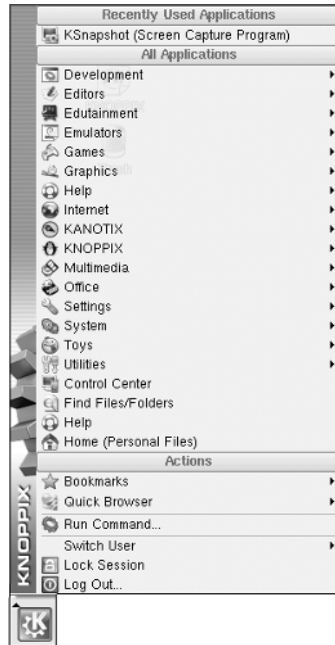 Recently Used Applications
KSnapshot (Screen Capture Program)
All Applications
Development
Editors
Edutainment
Emulators
Games
Graphics
Help
Internet
KANOTIX
KNOPPIX
Multimedia
Office
Settings
System
Toys
Utilities
Control Center
Find Files/Folders
Help
Home (Personal Files)
Actions
Bookmarks
Quick Browser
Run Command...
Switch User
Lock Session
Log Out...
KNOPPIX
K